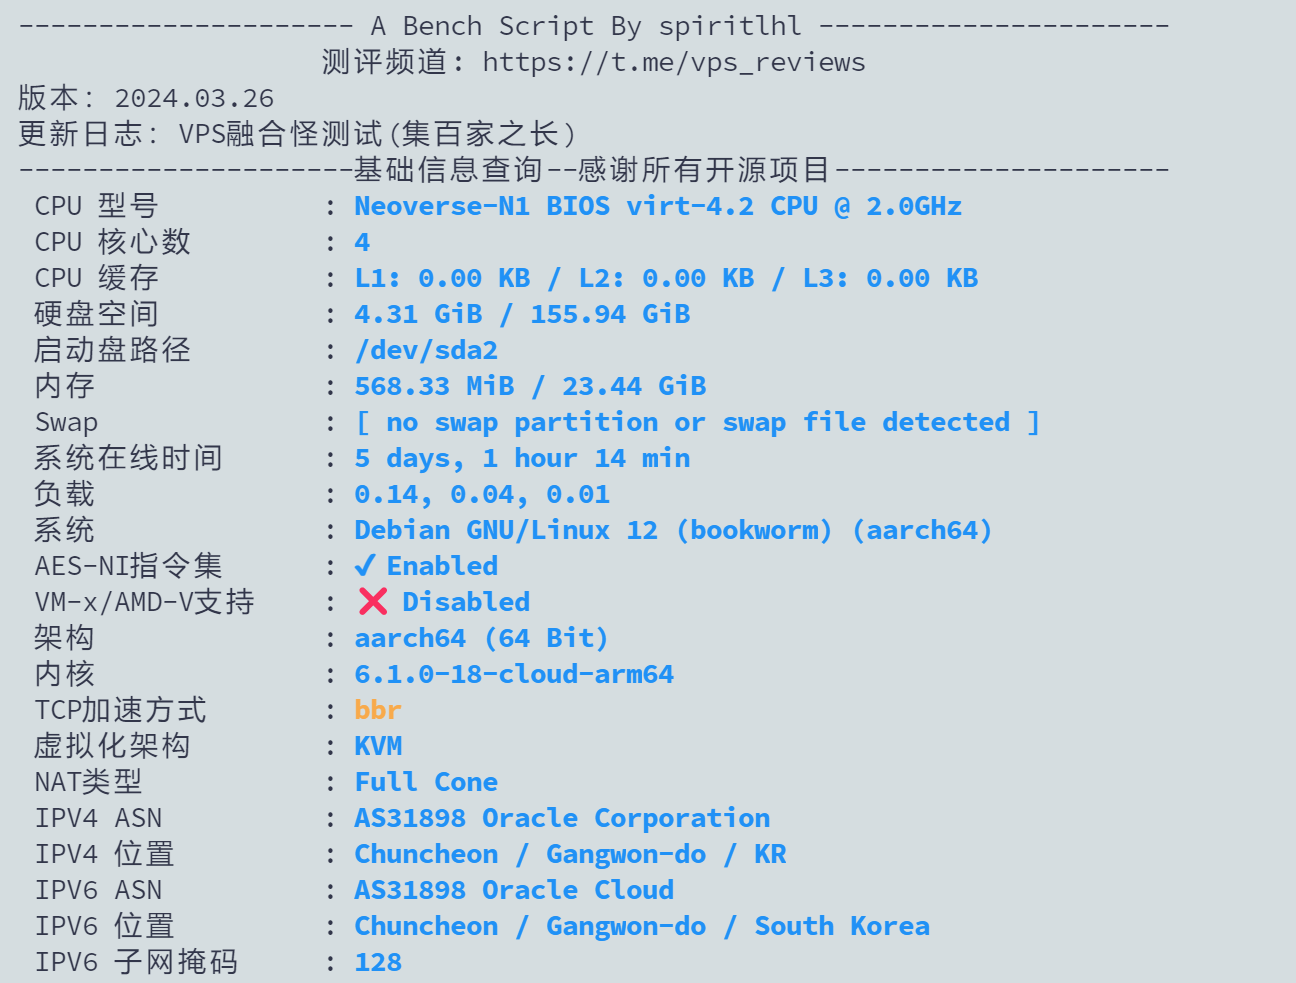 --------------------- A Bench Script By spiritlhl ----------------------
测评频道: https://t.me/vps_reviews
版本: 2024.03.26
更新日志: VPS融合怪测试(集百家之长)
---------------------基础信息查询--感谢所有开源项目---------------------
CPU 型号 : Neoverse-N1 BIOS virt-4.2 CPU @ 2.0GHz
CPU 核心数 : 4
CPU 缓存 : L1: 0.00 KB / L2: 0.00 KB / L3: 0.00 KB
硬盘空间 : 4.31 GiB / 155.94 GiB
启动盘路径 : /dev/sda2
内存 : 568.33 MiB / 23.44 GiB
Swap : [ no swap partition or swap file detected ]
系统在线时间 : 5 days, 1 hour 14 min
负载 : 0.14, 0.04, 0.01
系统 : Debian GNU/Linux 12 (bookworm) (aarch64)
AES-NI指令集 : ✔ Enabled
VM-x/AMD-V支持 : ❌ Disabled
架构 : aarch64 (64 Bit)
内核 : 6.1.0-18-cloud-arm64
TCP加速方式 : bbr
虚拟化架构 : KVM
NAT类型 : Full Cone
IPV4 ASN : AS31898 Oracle Corporation
IPV4 位置 : Chuncheon / Gangwon-do / KR
IPV6 ASN : AS31898 Oracle Cloud
IPV6 位置 : Chuncheon / Gangwon-do / South Korea
IPV6 子网掩码 : 128